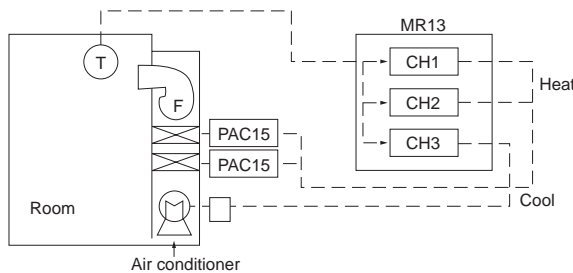 MR13
T
CH1
Heat
F
CH2
PAC15
CH3
PAC15
Room
Cool
M
Air conditioner